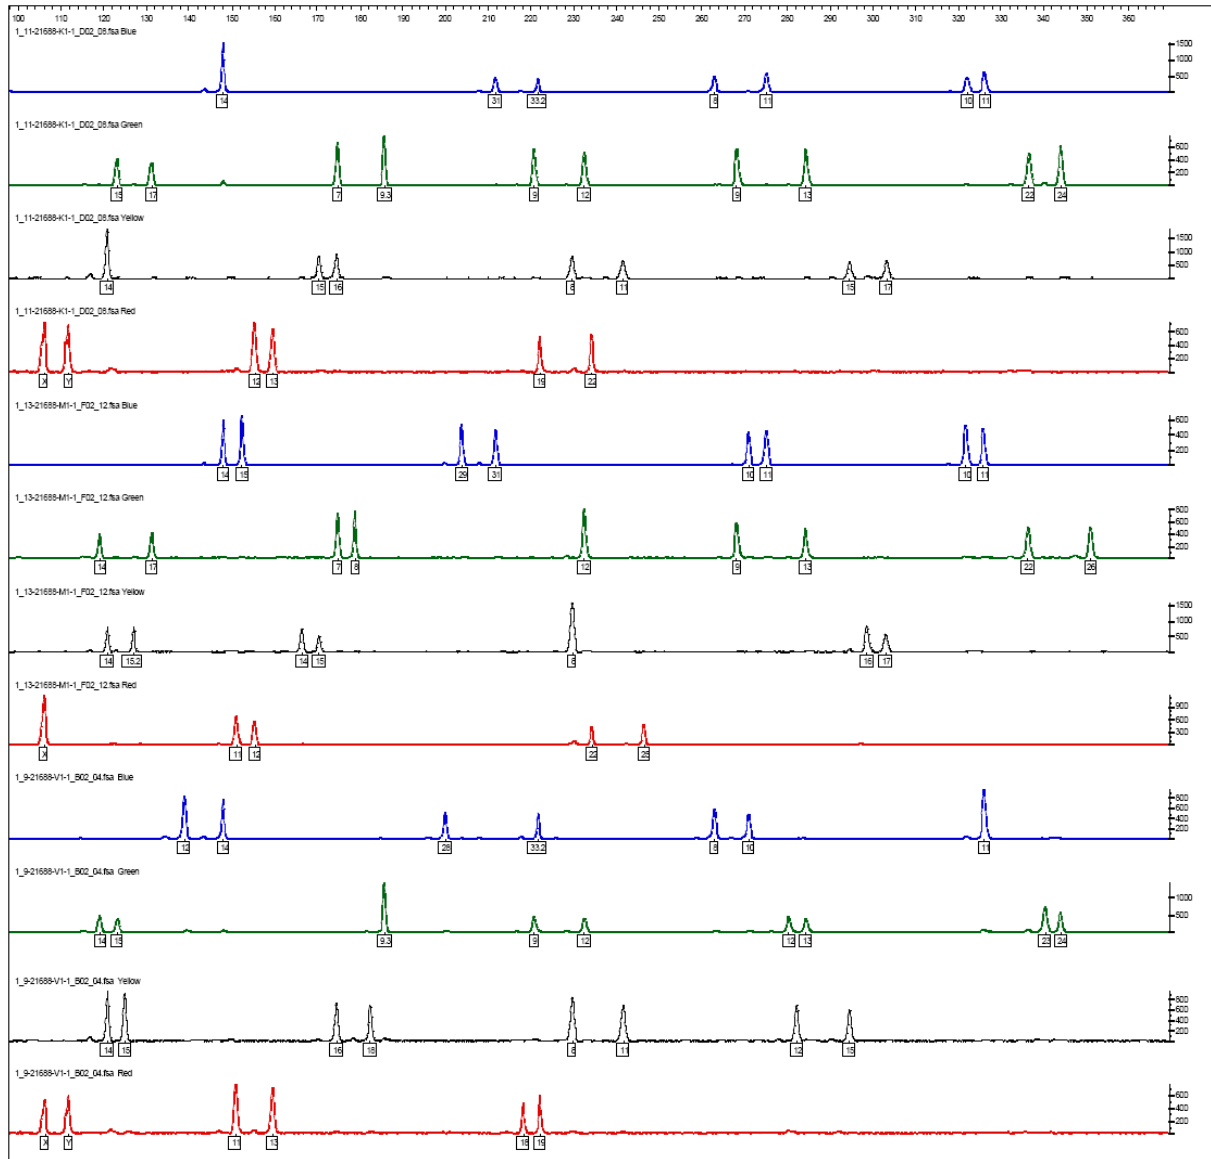 100 110 120 130 140 150 160 170 180 190 200 210 220 230 240 250 260 270 280 290 300 310 320 330 340 350 360
1_11-21688-K1-1_D02_08.fsa Blue
1500
1000
500
14 31 33.2 8 11 10 11
1_11-21688-K1-1_D02_08.fsa Green
600
400
200
15 17 7 9.3 9 12 9 13 22 24
1_11-21688-K1-1_D02_08.fsa Yellow
1500
1000
500
14 15 16 8 11 15 17
1_11-21688-K1-1_D02_08.fsa Red
600
400
200
X Y 12 13 19 22
1_13-21688-M1-1_F02_12.fsa Blue
600
400
200
14 15 29 31 10 11 10 11
1_13-21688-M1-1_F02_12.fsa Green
800
600
400
200
14 17 7 8 12 9 13 22 26
1_13-21688-M1-1_F02_12.fsa Yellow
1500
1000
500
14 15.2 14 15 8 16 17
1_13-21688-M1-1_F02_12.fsa Red
900
600
300
X 11 12 22 25
1_9-21688-V1-1_B02_04.fsa Blue
800
600
400
200
12 14 28 33.2 8 10 11
1_9-21688-V1-1_B02_04.fsa Green
1000
500
14 15 9.3 9 12 12 13 23 24
1_9-21688-V1-1_B02_04.fsa Yellow
600
400
200
14 15 16 18 8 11 12 15
1_9-21688-V1-1_B02_04.fsa Red
600
400
200
X Y 11 13 18 19